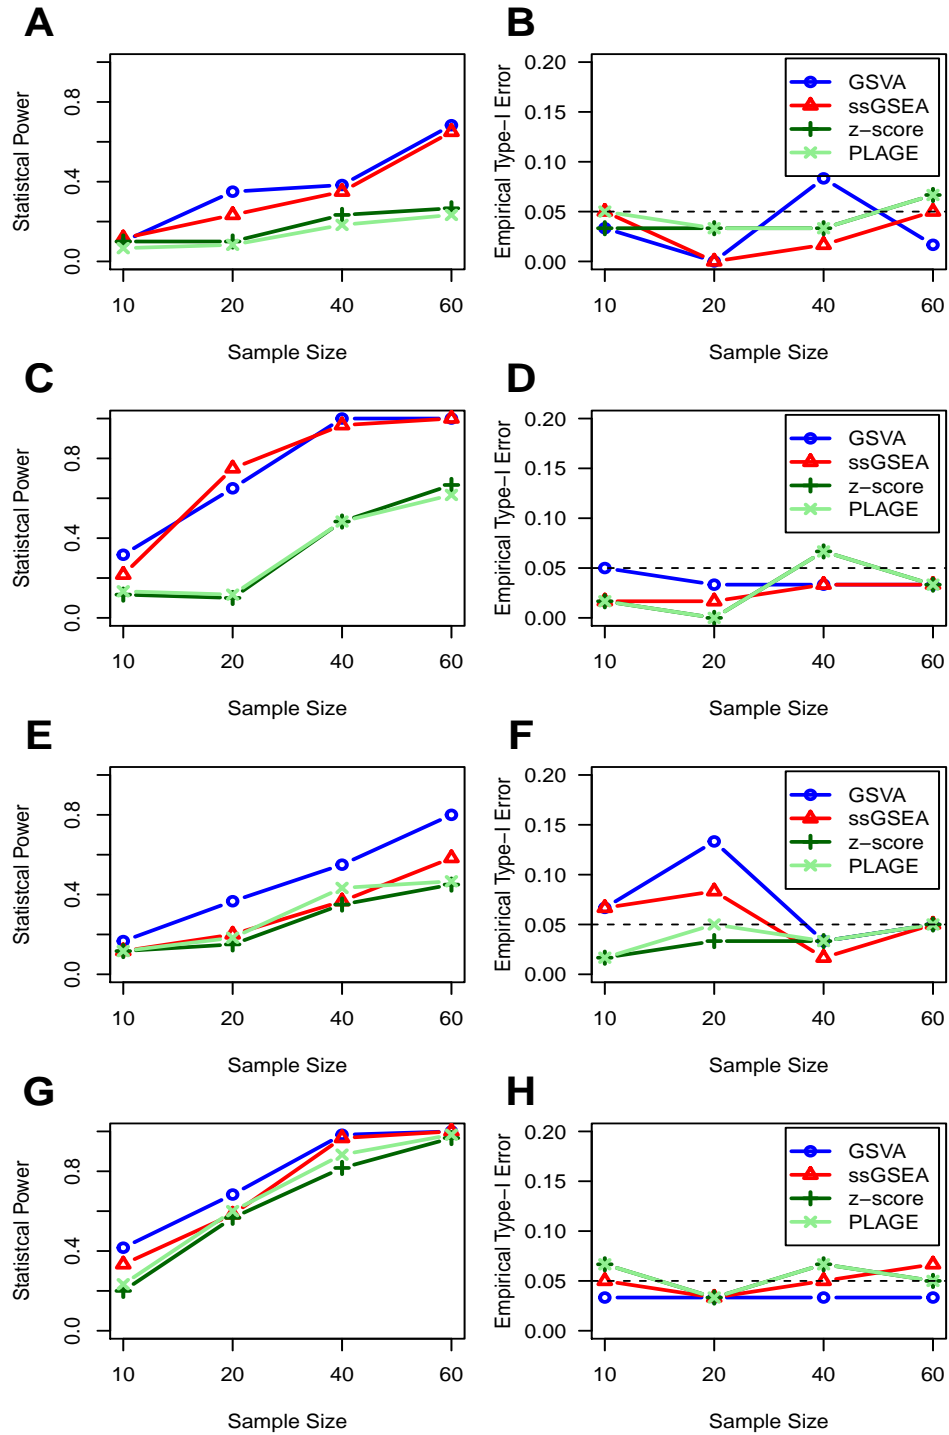 A
Statistcal Power
0.0 0.4 0.8
10 20 40 60
Sample Size
B
Empirical Type−I Error
0.00 0.05 0.10 0.15 0.20
10 20 40 60
Sample Size
GSVA
ssGSEA
z−score
PLAGE
C
Statistcal Power
0.0 0.4 0.8
10 20 40 60
Sample Size
D
Empirical Type−I Error
0.00 0.05 0.10 0.15 0.20
10 20 40 60
Sample Size
GSVA
ssGSEA
z−score
PLAGE
E
Statistcal Power
0.0 0.4 0.8
10 20 40 60
Sample Size
F
Empirical Type−I Error
0.00 0.05 0.10 0.15 0.20
10 20 40 60
Sample Size
GSVA
ssGSEA
z−score
PLAGE
G
Statistcal Power
0.0 0.4 0.8
10 20 40 60
Sample Size
H
Empirical Type−I Error
0.00 0.05 0.10 0.15 0.20
10 20 40 60
Sample Size
GSVA
ssGSEA
z−score
PLAGE